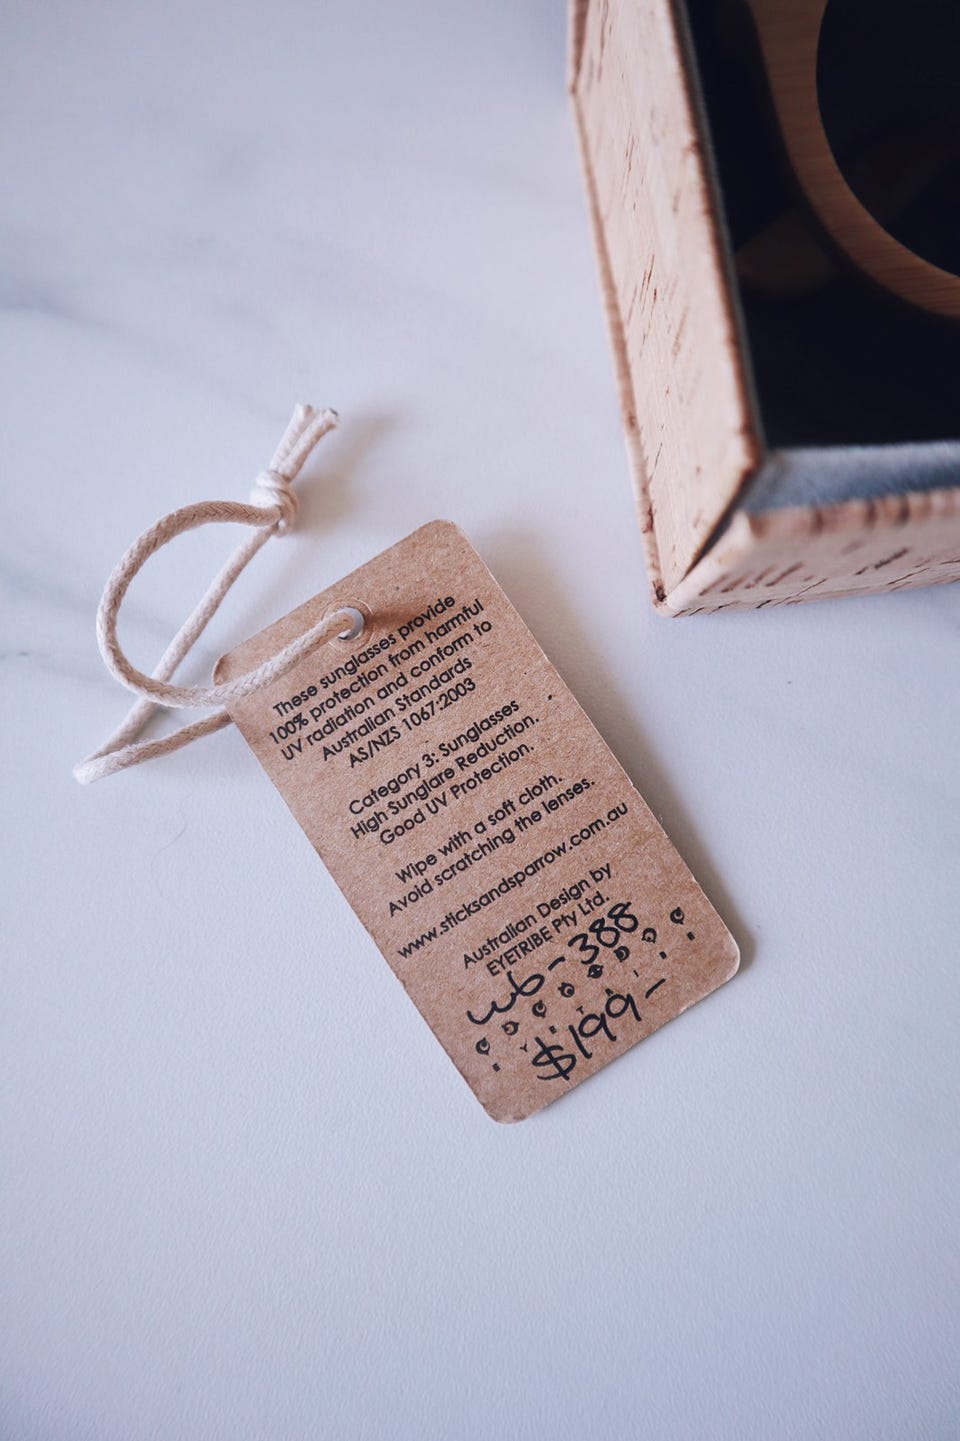 These sunglasses provide
100% protection from harmful
UV radiation and conform to
Australian Standards
AS/NZS 1067:2003
Category 3: Sunglasses
High Sunglare Reduction.
Good UV Protection.
Wipe with a soft cloth.
Avoid scratching the lenses.
www.sticksandsparrow.com.au
Australian Design by
EYETRIBE Pty Ltd.
wb-388
$199-